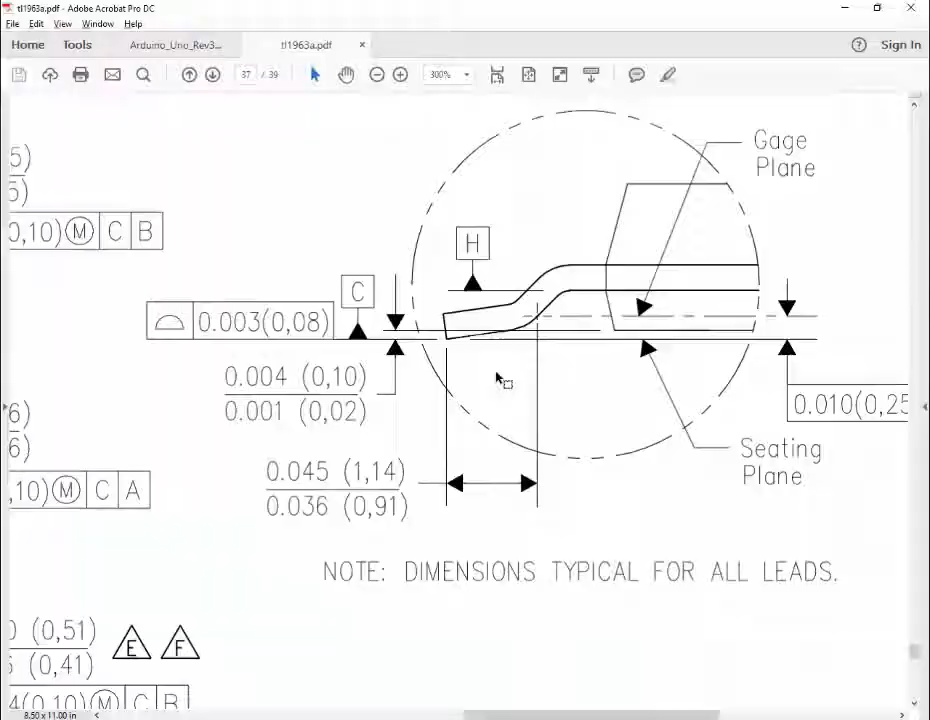 tl1963a.pdf - Adobe Acrobat Pro DC
File Edit View Window Help
Home Tools Arduino_Uno_Rev3... tl1963a.pdf × Sign In
37 / 39 300%
Gage
Plane
5)
5)
0,10) M C B
H
C
0.003(0,08)
0.004 (0,10)
0.001 (0,02)
0.010(0,25
6)
6)
Seating
Plane
,10) M C A
0.045 (1,14)
0.036 (0,91)
NOTE: DIMENSIONS TYPICAL FOR ALL LEADS.
0 (0,51)
(0,41)
E F
4(0,10) M C B
8.50 x 11.00 in